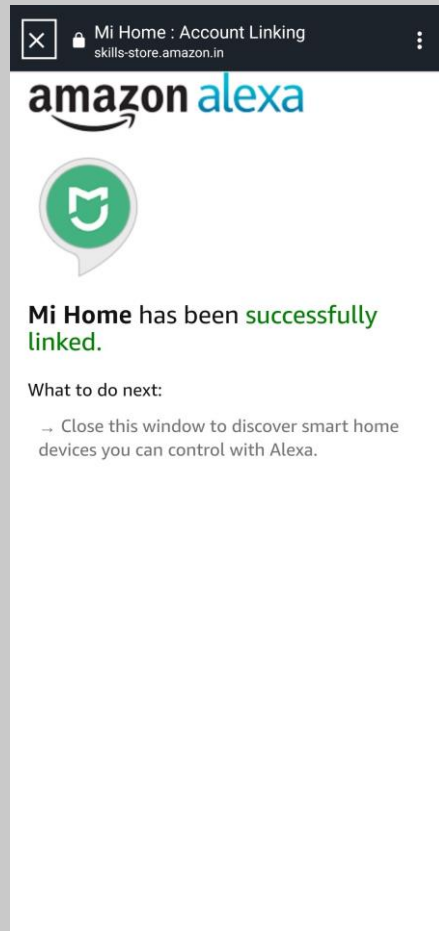 Mi Home : Account Linking
skills-store.amazon.in
amazon alexa
Mi Home has been successfully
linked.
What to do next:
→ Close this window to discover smart home
devices you can control with Alexa.